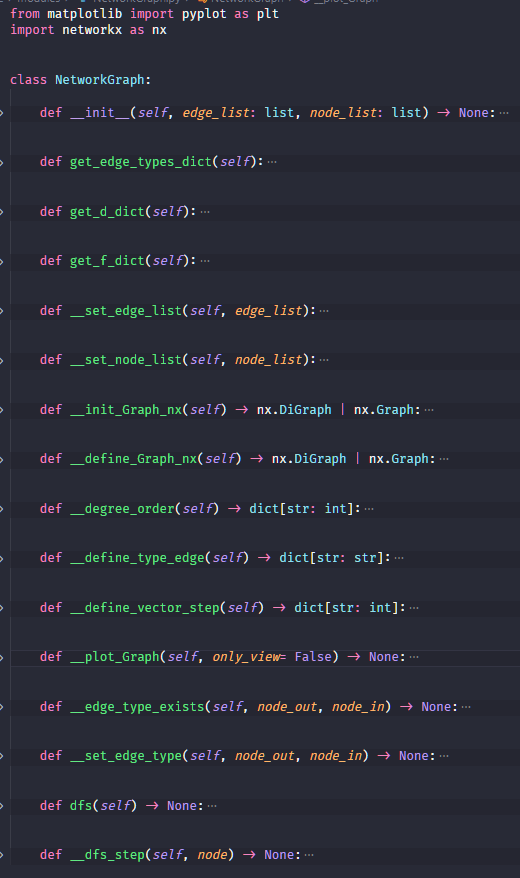 from matplotlib import pyplot as plt
import networkx as nx
class NetworkGraph:
def __init__(self, edge_list: list, node_list: list) -> None:···
def get_edge_types_dict(self):···
def get_d_dict(self):···
def get_f_dict(self):···
def __set_edge_list(self, edge_list):···
def __set_node_list(self, node_list):···
def __init_Graph_nx(self) -> nx.DiGraph | nx.Graph:···
def __define_Graph_nx(self) -> nx.DiGraph | nx.Graph:···
def __degree_order(self) -> dict[str: int]:···
def __define_type_edge(self) -> dict[str: str]:···
def __define_vector_step(self) -> dict[str: int]:···
def __plot_Graph(self, only_view= False) -> None:···
def __edge_type_exists(self, node_out, node_in) -> None:···
def __set_edge_type(self, node_out, node_in) -> None:···
def dfs(self) -> None:···
def __dfs_step(self, node) -> None:···